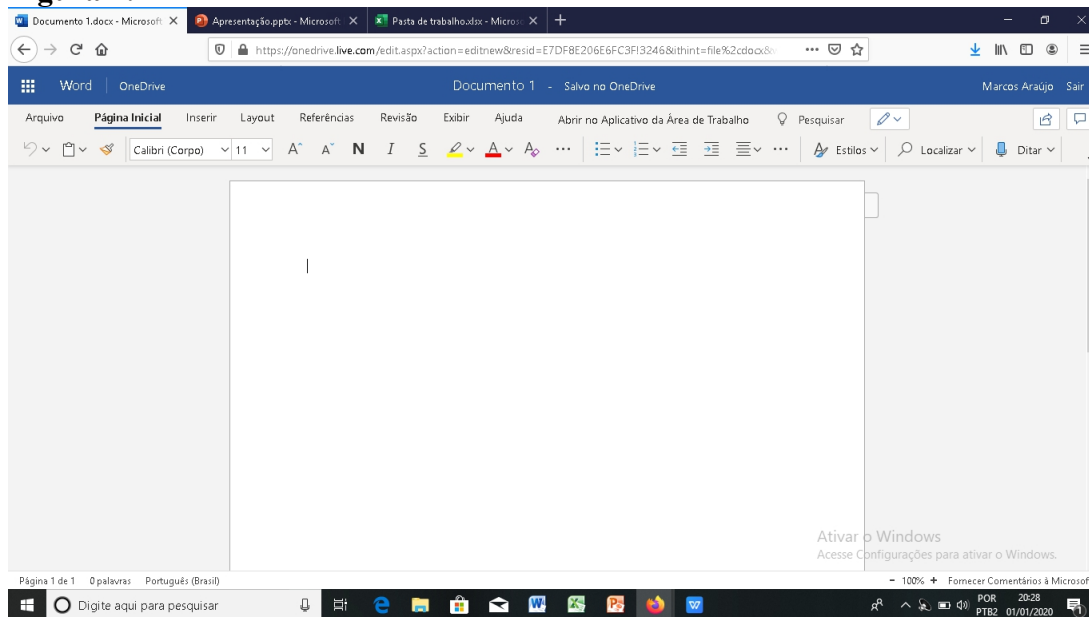 Documento 1.docx - Microsoft
Apresentação.pptx - Microsoft
Pasta de trabalho.xlsx - Micros
https://onedrive.live.com/edit.aspx?action=editnew&resid=E7DF8E206E6FC3F!3246&ithint=file%2cdocx&
Word OneDrive Documento 1 - Salvo no OneDrive Marcos Araújo Sair
Arquivo Página Inicial Inserir Layout Referências Revisão Exibir Ajuda Abrir no Aplicativo da Área de Trabalho Pesquisar
Calibri (Corpo) 11 A A N I S A A Estilos Localizar Ditar
Ativar o Windows
Acesse Configurações para ativar o Windows.
Página 1 de 1 0 palavras Português (Brasil) - 100% + Fornecer Comentários à Microsof
Digite aqui para pesquisar POR 20:28
PTB2 01/01/2020